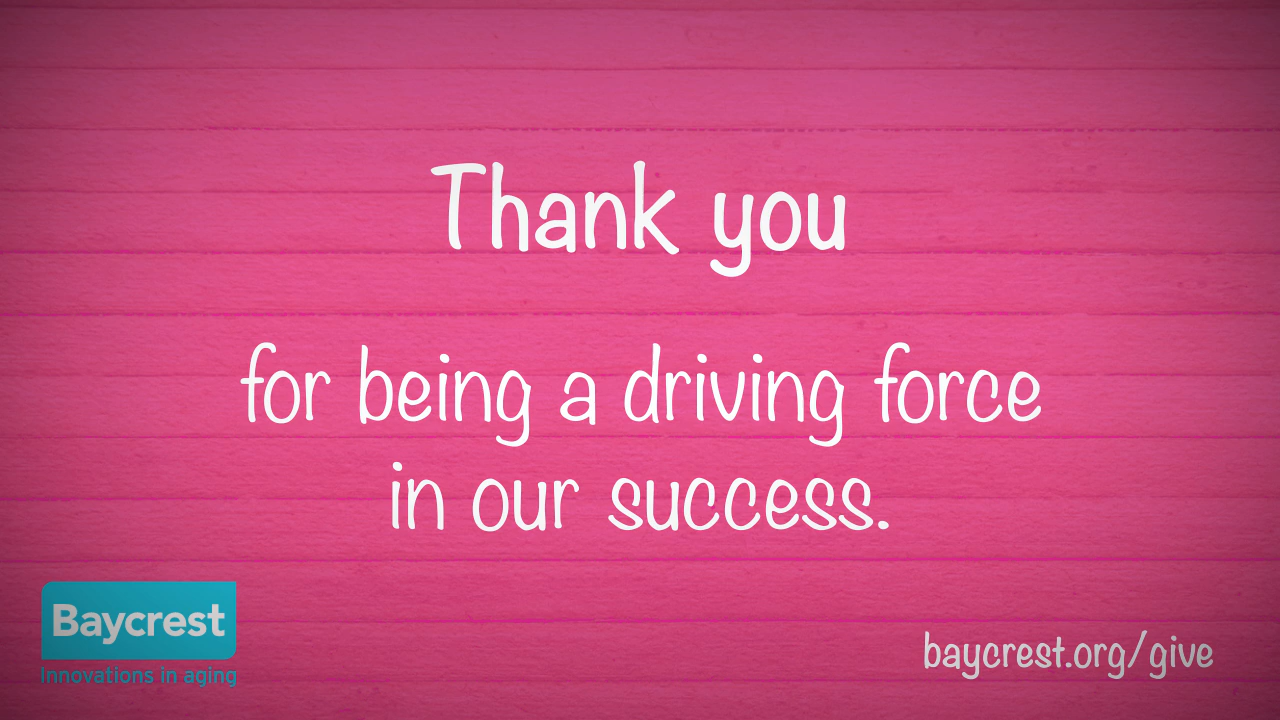 Thank you
for being a driving force
in our success.
Baycrest
Innovations in aging
baycrest.org/give